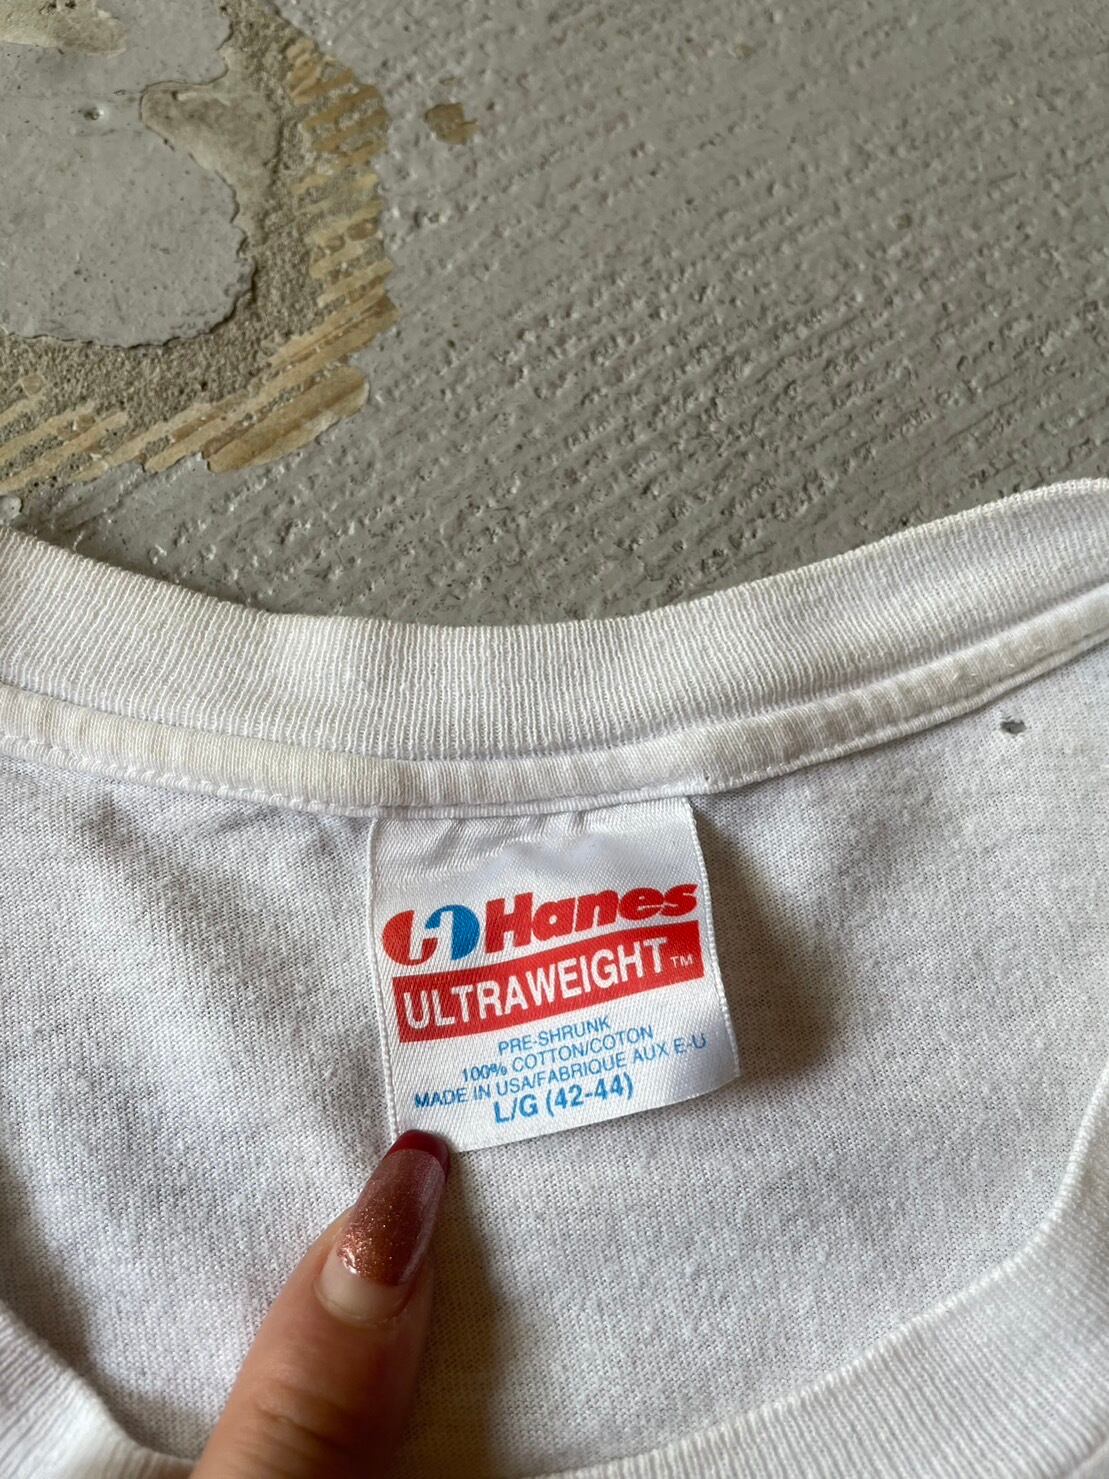 Hanes
ULTRAWEIGHT™
PRE-SHRUNK
100% COTTON/COTON
MADE IN USA/FABRIQUE AUX E-U
L/G (42-44)